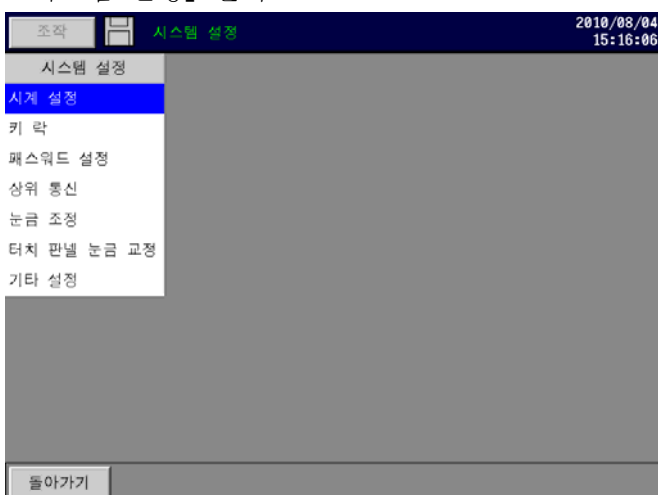 조작
시스템 설정
2010/08/04
15:16:06
시스템 설정
시계 설정
키 락
패스워드 설정
상위 통신
눈금 조정
터치 판넬 눈금 교정
기타 설정
돌아가기